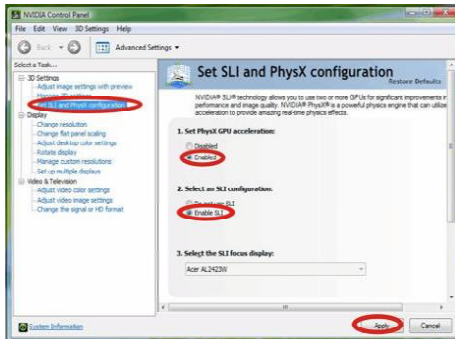 NVIDIA Control Panel
File Edit View 3D Settings Help
Back
Advanced Settings
Select a Task...
3D Settings
Adjust image settings with preview
Manage 3D settings
Set SLI and PhysX configuration
Display
Change resolution
Change flat panel scaling
Adjust desktop color settings
Rotate display
Manage custom resolutions
Set up multiple displays
Video & Television
Adjust video color settings
Adjust video image settings
Change the signal or HD format
System Information
Set SLI and PhysX configuration
Restore Defaults
NVIDIA® SLI® technology allows you to use two or more GPUs for significant improvements in
performance and image quality. NVIDIA® PhysX® is a powerful physics engine that can utilize
acceleration to provide amazing real-time physics effects.
1. Set PhysX GPU acceleration:
Disabled
Enabled
2. Select an SLI configuration.
Do not use SLI
Enable SLI
3. Select the SLI focus display:
Acer AL2423W
Apply
Cancel